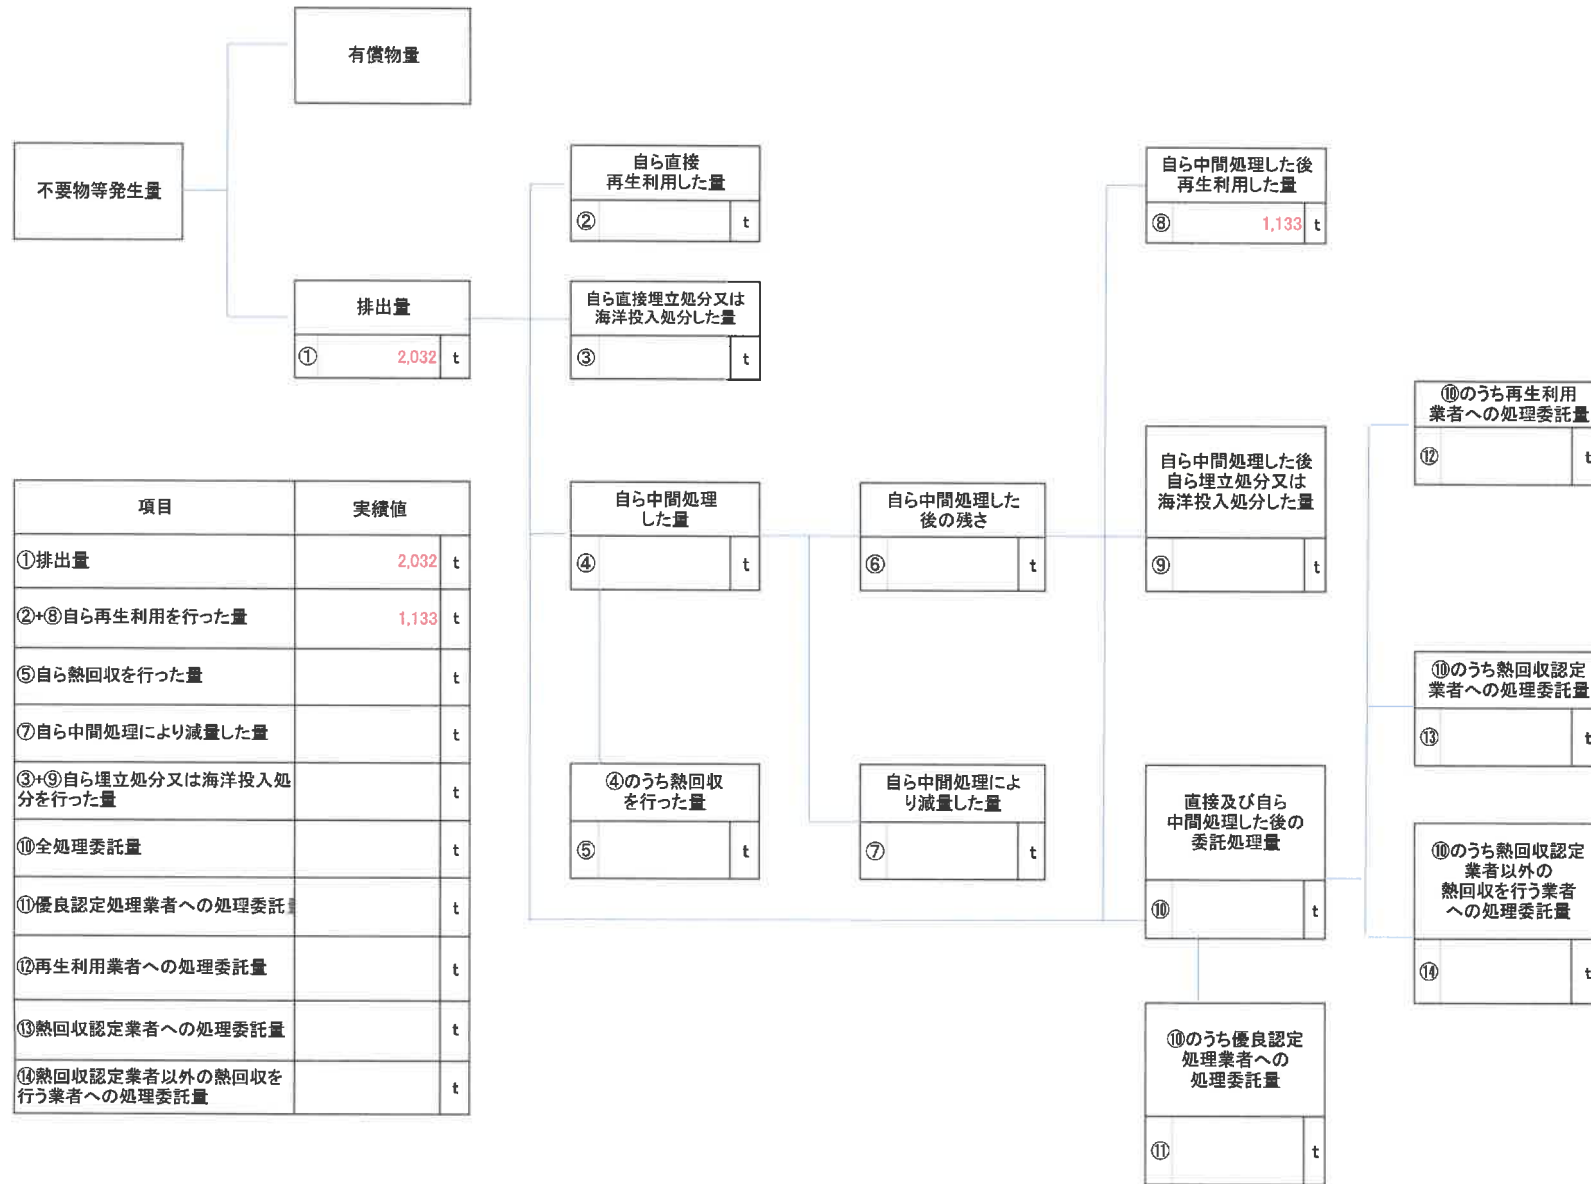 有償物量
不要物等発生量
排出量
① 2,032 t
自ら直接
再生利用した量
② t
自ら直接埋立処分又は
海洋投入処分した量
③ t
自ら中間処理した後
再生利用した量
⑧ 1,133 t
自ら中間処理
した量
④ t
自ら中間処理した
後の残さ
⑥ t
自ら中間処理した後
自ら埋立処分又は
海洋投入処分した量
⑨ t
⑩のうち再生利用
業者への処理委託量
⑫ t
⑩のうち熱回収認定
業者への処理委託量
⑬ t
④のうち熱回収
を行った量
⑤ t
自ら中間処理によ
り減量した量
⑦ t
直接及び自ら
中間処理した後の
委託処理量
⑩ t
⑩のうち熱回収認定
業者以外の
熱回収を行う業者
への処理委託量
⑭ t
⑩のうち優良認定
処理業者への
処理委託量
⑪ t
項目 実績値
①排出量 2,032 t
②+⑧自ら再生利用を行った量 1,133 t
⑤自ら熱回収を行った量 t
⑦自ら中間処理により減量した量 t
③+⑨自ら埋立処分又は海洋投入処
分を行った量 t
⑩全処理委託量 t
⑪優良認定処理業者への処理委託 t
⑫再生利用業者への処理委託量 t
⑬熱回収認定業者への処理委託量 t
⑭熱回収認定業者以外の熱回収を
行う業者への処理委託量 t